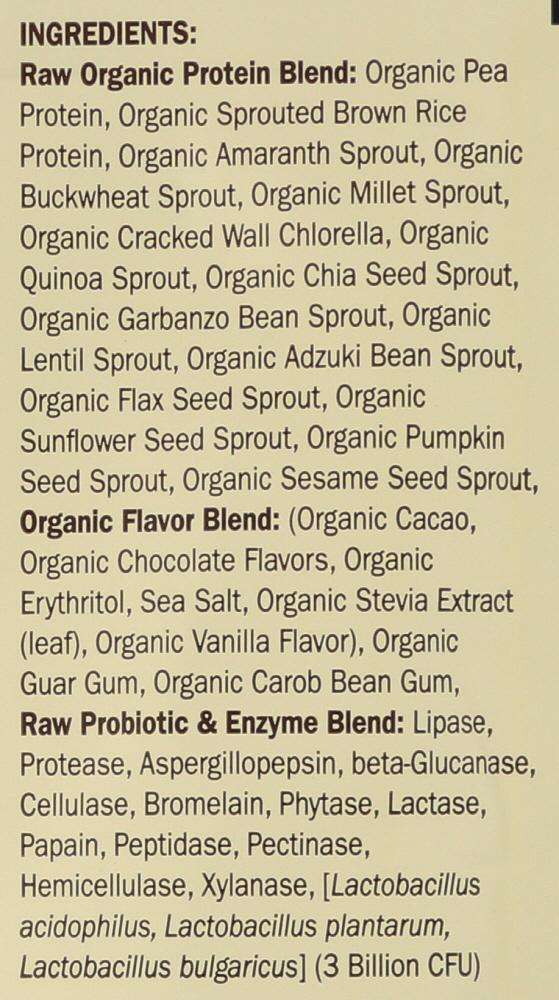 INGREDIENTS:
Raw Organic Protein Blend: Organic Pea
Protein, Organic Sprouted Brown Rice
Protein, Organic Amaranth Sprout, Organic
Buckwheat Sprout, Organic Millet Sprout,
Organic Cracked Wall Chlorella, Organic
Quinoa Sprout, Organic Chia Seed Sprout,
Organic Garbanzo Bean Sprout, Organic
Lentil Sprout, Organic Adzuki Bean Sprout,
Organic Flax Seed Sprout, Organic
Sunflower Seed Sprout, Organic Pumpkin
Seed Sprout, Organic Sesame Seed Sprout,
Organic Flavor Blend: (Organic Cacao,
Organic Chocolate Flavors, Organic
Erythritol, Sea Salt, Organic Stevia Extract
(leaf), Organic Vanilla Flavor), Organic
Guar Gum, Organic Carob Bean Gum,
Raw Probiotic & Enzyme Blend: Lipase,
Protease, Aspergillopepsin, beta-Glucanase,
Cellulase, Bromelain, Phytase, Lactase,
Papain, Peptidase, Pectinase,
Hemicellulase, Xylanase, [Lactobacillus
acidophilus, Lactobacillus plantarum,
Lactobacillus bulgaricus] (3 Billion CFU)